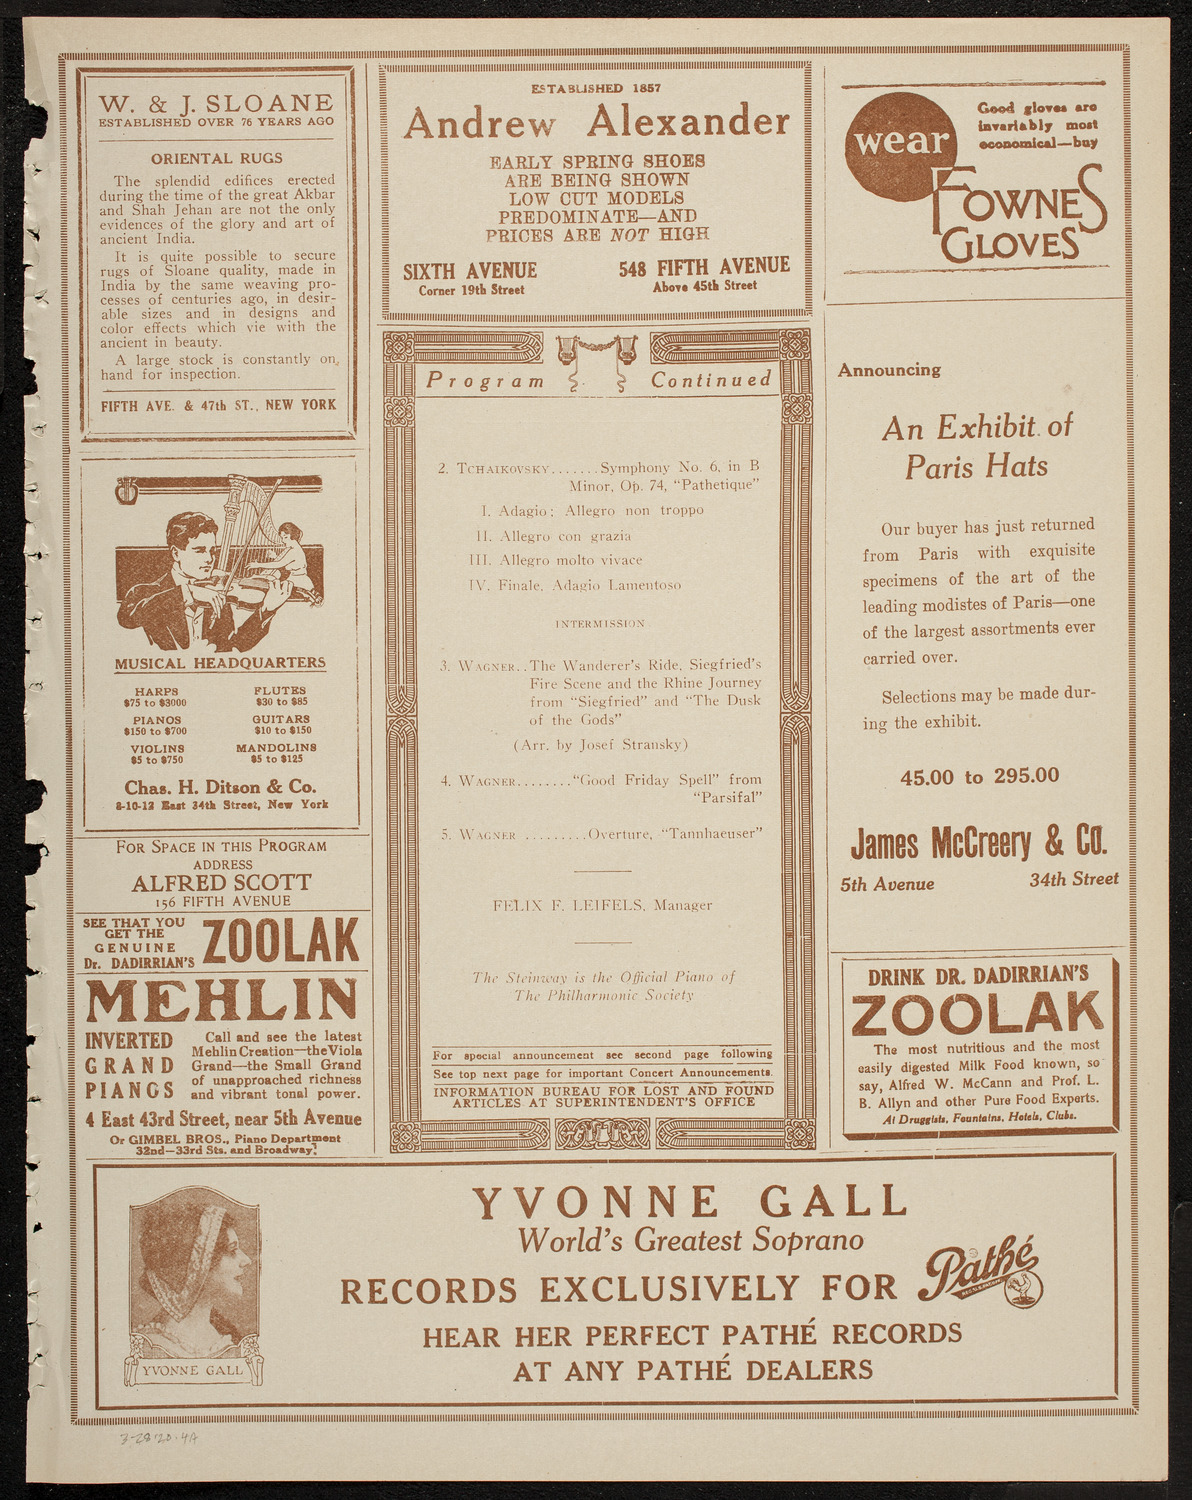 W. & J. SLOANE
ESTABLISHED OVER 76 YEARS AGO
ORIENTAL RUGS
The splendid edifices erected
during the time of the great Akbar
and Shah Jehan are not the only
evidences of the glory and art of
ancient India.
It is quite possible to secure
rugs of Sloane quality, made in
India by the same weaving pro-
cesses of centuries ago, in desir-
able sizes and in designs and
color effects which vie with the
ancient in beauty.
A large stock is constantly on
hand for inspection.
FIFTH AVE. & 47th ST., NEW YORK
MUSICAL HEADQUARTERS
HARPS FLUTES
$75 to $3000 $30 to $85
PIANOS GUITARS
$150 to $700 $10 to $150
VIOLINS MANDOLINS
$5 to $750 $5 to $125
Chas. H. Ditson & Co.
8-10-12 East 34th Street, New York
FOR SPACE IN THIS PROGRAM
ADDRESS
ALFRED SCOTT
156 FIFTH AVENUE
SEE THAT YOU
GET THE
GENUINE
Dr. DADIRRIAN'S
ZOOLAK
MEHLIN
INVERTED
GRAND
PIANOS
Call and see the latest
Mehlin Creation—the Viola
Grand—the Small Grand
of unapproached richness
and vibrant tonal power.
4 East 43rd Street, near 5th Avenue
Or GIMBEL BROS., Piano Department
32nd—33rd Sts. and Broadway
ESTABLISHED 1857
Andrew Alexander
EARLY SPRING SHOES
ARE BEING SHOWN
LOW CUT MODELS
PREDOMINATE—AND
PRICES ARE NOT HIGH
SIXTH AVENUE 548 FIFTH AVENUE
Corner 19th Street Above 45th Street
Program Continued
2. TCHAIKOVSKY.......Symphony No. 6, in B
Minor, Op. 74, "Pathetique"
I. Adagio; Allegro non troppo
II. Allegro con grazia
III. Allegro molto vivace
IV. Finale, Adagio Lamentoso
INTERMISSION
3. WAGNER..The Wanderer's Ride, Siegfried's
Fire Scene and the Rhine Journey
from "Siegfried" and "The Dusk
of the Gods"
(Arr. by Josef Stransky)
4. WAGNER........"Good Friday Spell" from
"Parsifal"
5. WAGNER .........Overture, "Tannhaeuser"
FELIX F. LEIFELS, Manager
The Steinway is the Official Piano of
The Philharmonic Society
For special announcement see second page following
See top next page for important Concert Announcements.
INFORMATION BUREAU FOR LOST AND FOUND
ARTICLES AT SUPERINTENDENT'S OFFICE
wear
Good gloves are
invariably most
economical—buy
FOWNES
GLOVES
Announcing
An Exhibit of
Paris Hats
Our buyer has just returned
from Paris with exquisite
specimens of the art of the
leading modistes of Paris—one
of the largest assortments ever
carried over.
Selections may be made dur-
ing the exhibit.
45.00 to 295.00
James McCreery & Co.
5th Avenue 34th Street
DRINK DR. DADIRRIAN'S
ZOOLAK
The most nutritious and the most
easily digested Milk Food known, so
say, Alfred W. McCann and Prof. L.
B. Allyn and other Pure Food Experts.
At Druggists, Fountains, Hotels, Clubs.
YVONNE GALL
YVONNE GALL
World's Greatest Soprano
RECORDS EXCLUSIVELY FOR Pathé
HEAR HER PERFECT PATHÉ RECORDS
AT ANY PATHÉ DEALERS
3-28'20·4A